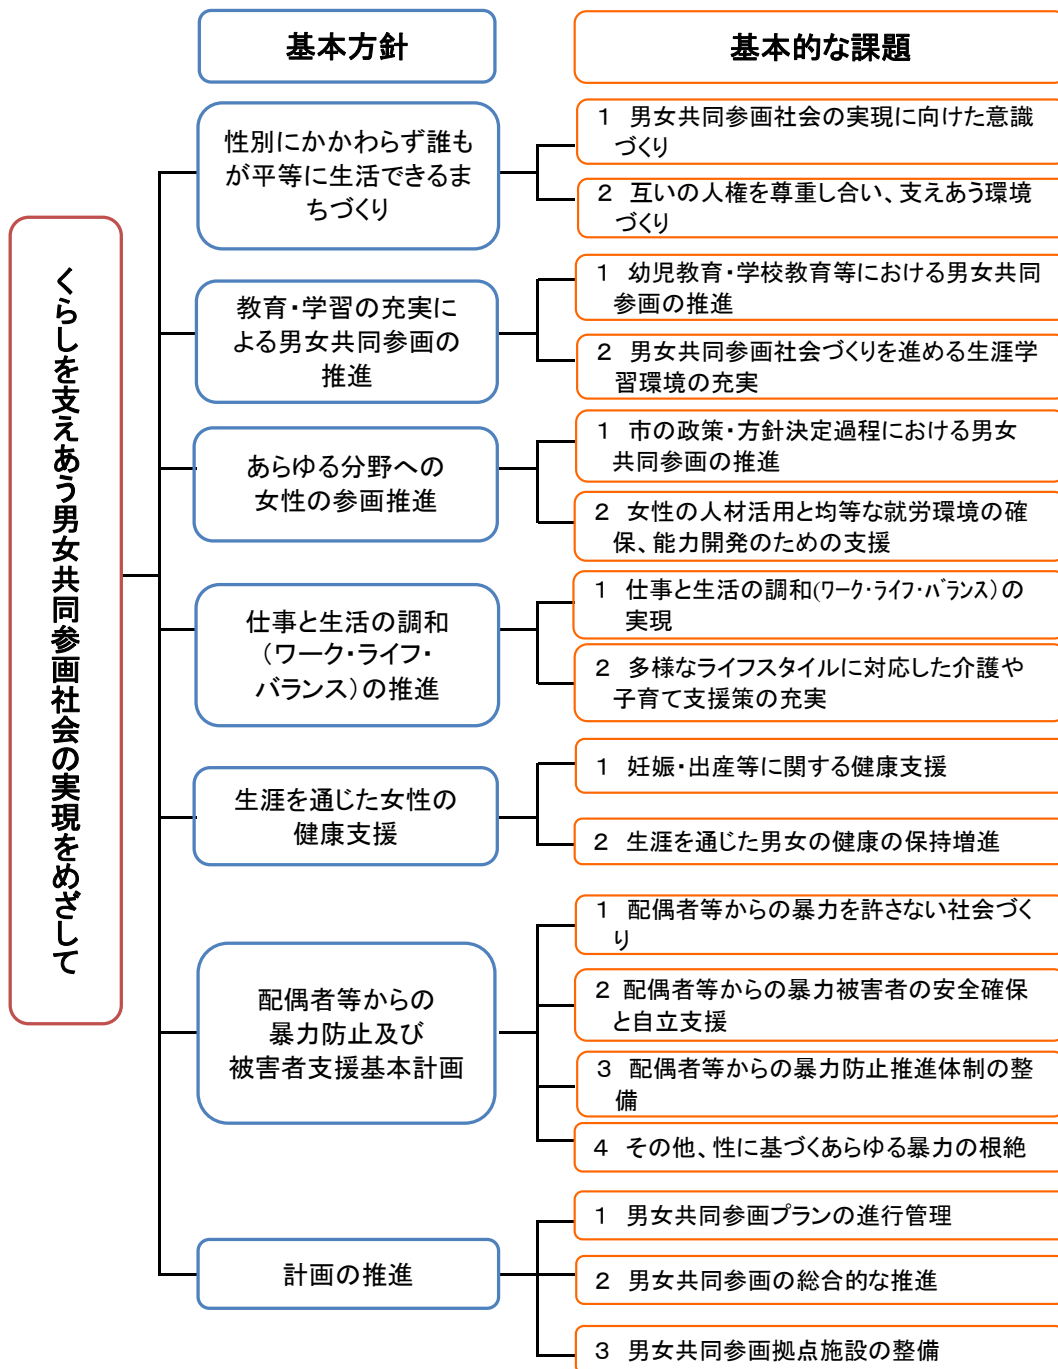 基本方針
基本的な課題
くらしを支えあう男女共同参画社会の実現をめざして
性別にかかわらず誰も
が平等に生活できるま
ちづくり
1 男女共同参画社会の実現に向けた意識
づくり
2 互いの人権を尊重し合い、支えあう環境
づくり
教育・学習の充実に
よる男女共同参画の
推進
1 幼児教育・学校教育等における男女共同
参画の推進
2 男女共同参画社会づくりを進める生涯学
習環境の充実
あらゆる分野への
女性の参画推進
1 市の政策・方針決定過程における男女
共同参画の推進
2 女性の人材活用と均等な就労環境の確
保、能力開発のための支援
仕事と生活の調和
(ワーク・ライフ・
バランス)の推進
1 仕事と生活の調和(ワーク・ライフ・バランス)の
実現
2 多様なライフスタイルに対応した介護や
子育て支援策の充実
生涯を通じた女性の
健康支援
1 妊娠・出産等に関する健康支援
2 生涯を通じた男女の健康の保持増進
配偶者等からの
暴力防止及び
被害者支援基本計画
1 配偶者等からの暴力を許さない社会づく
り
2 配偶者等からの暴力被害者の安全確保
と自立支援
3 配偶者等からの暴力防止推進体制の整
備
4 その他、性に基づくあらゆる暴力の根絶
計画の推進
1 男女共同参画プランの進行管理
2 男女共同参画の総合的な推進
3 男女共同参画拠点施設の整備